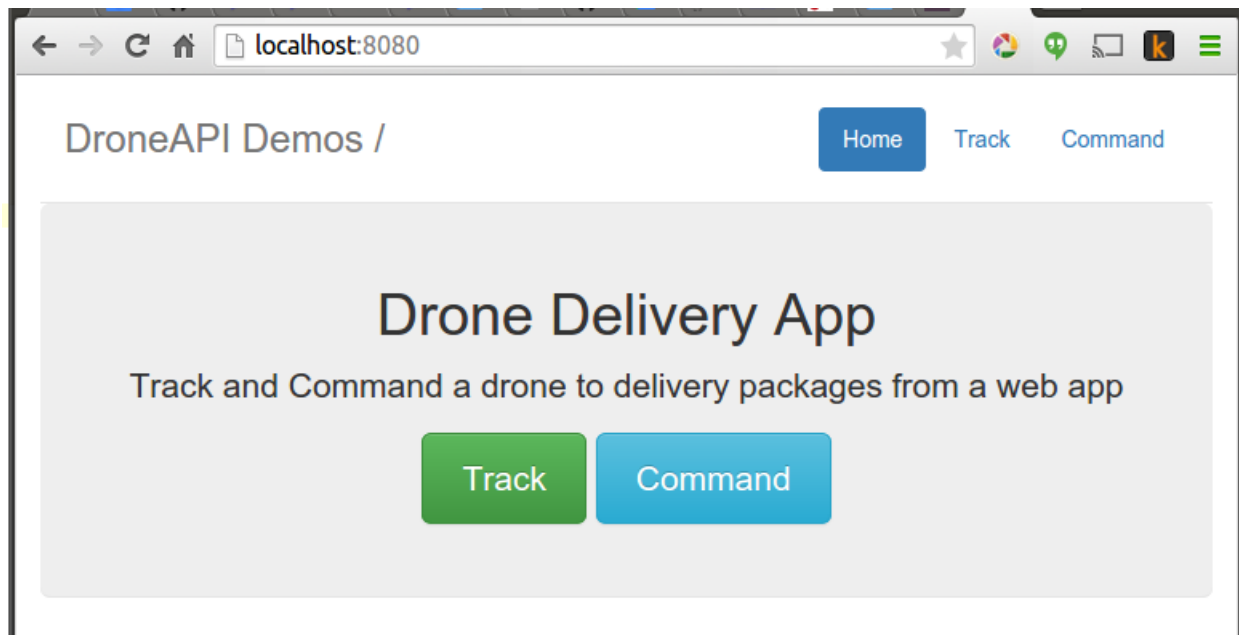 localhost:8080
DroneAPI Demos /
Home Track Command
Drone Delivery App
Track and Command a drone to delivery packages from a web app
Track Command